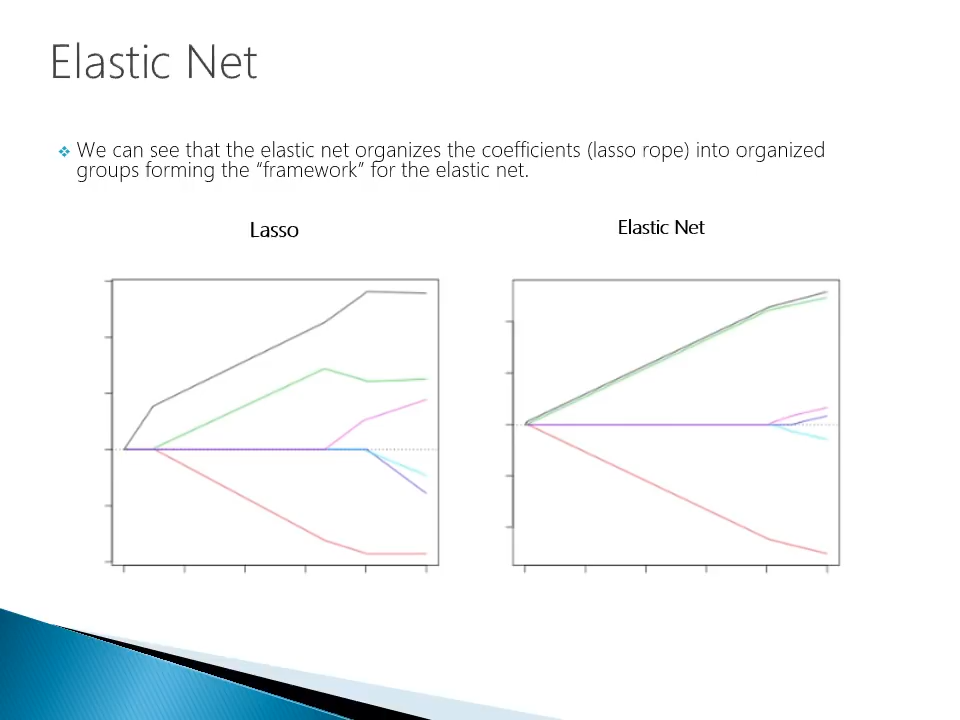 Elastic Net
We can see that the elastic net organizes the coefficients (lasso rope) into organized
groups forming the “framework” for the elastic net.
Lasso
Elastic Net